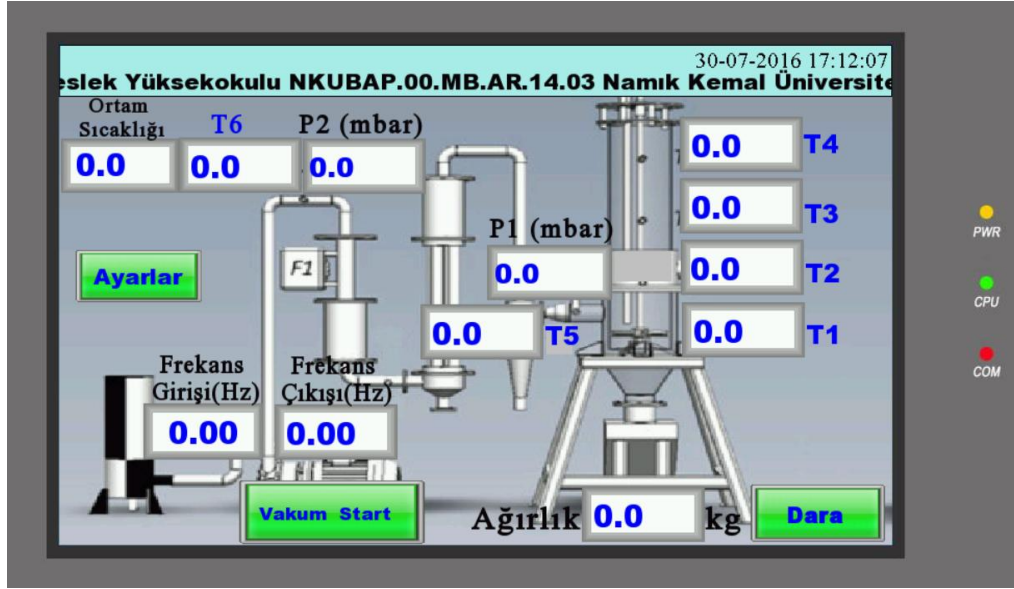 30-07-2016 17:12:07
eslek Yüksekokulu NKUBAP.00.MB.AR.14.03 Namık Kemal Üniversite
Ortam
Sıcaklığı
T6
P2 (mbar)
0.0
0.0
0.0
0.0
T4
0.0
T3
P1 (mbar)
0.0
0.0
T2
Ayarlar
F1
0.0
T5
0.0
T1
Frekans
Girişi(Hz)
Frekans
Çıkışı(Hz)
0.00
0.00
Vakum Start
Ağırlık 0.0 kg
Dara
PWR
CPU
COM